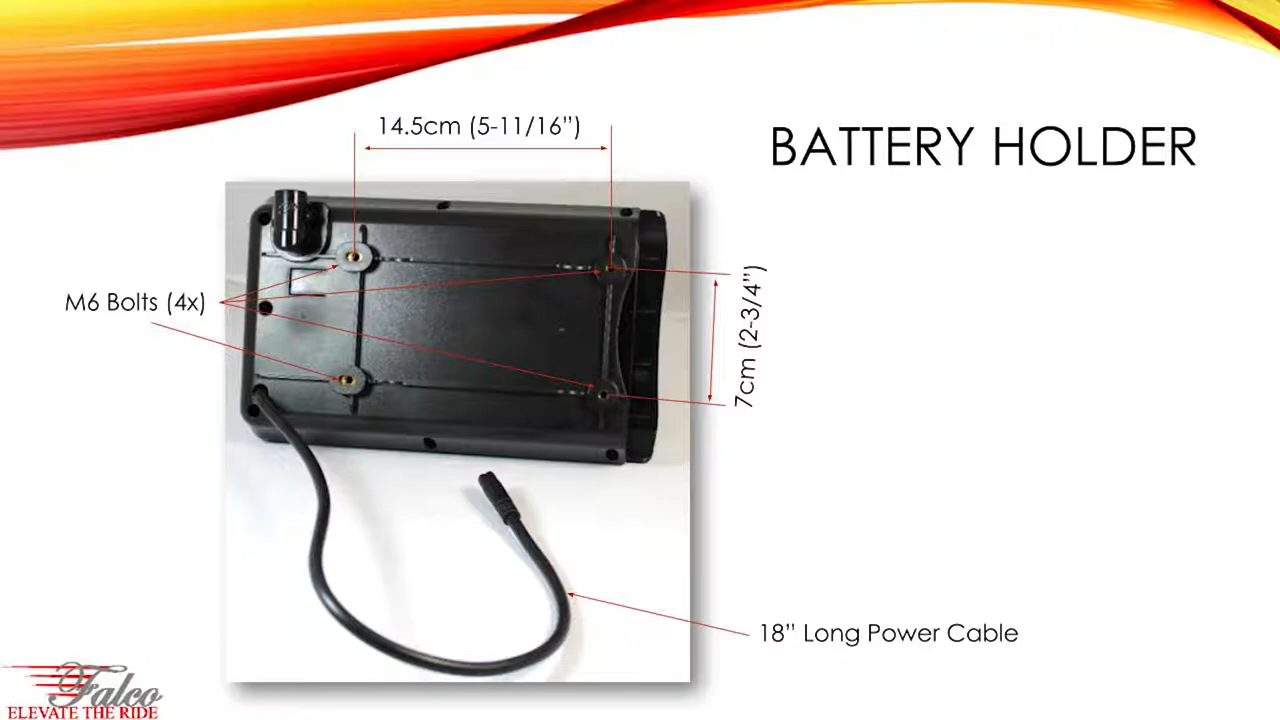 14.5cm (5-11/16”)
BATTERY HOLDER
M6 Bolts (4x)
7cm (2-3/4”)
18” Long Power Cable
Falco
ELEVATE THE RIDE